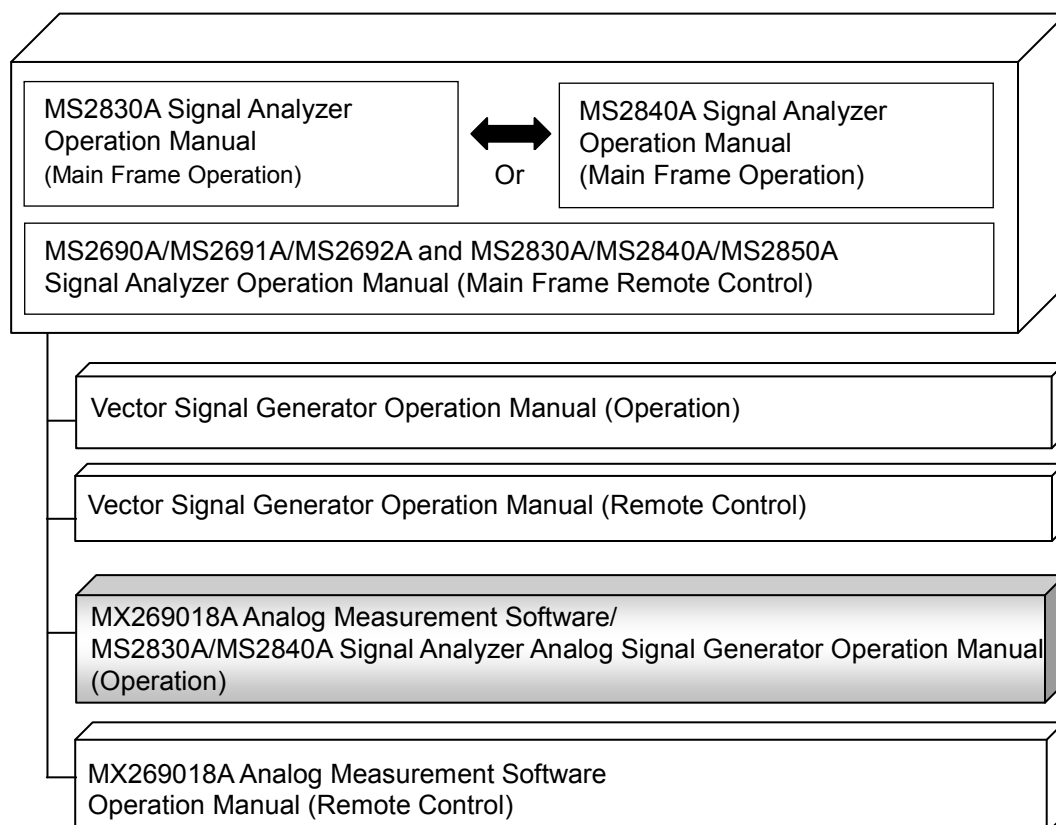 MS2830A Signal Analyzer
Operation Manual
(Main Frame Operation)
Or
MS2840A Signal Analyzer
Operation Manual
(Main Frame Operation)
MS2690A/MS2691A/MS2692A and MS2830A/MS2840A/MS2850A
Signal Analyzer Operation Manual (Main Frame Remote Control)
Vector Signal Generator Operation Manual (Operation)
Vector Signal Generator Operation Manual (Remote Control)
MX269018A Analog Measurement Software/
MS2830A/MS2840A Signal Analyzer Analog Signal Generator Operation Manual
(Operation)
MX269018A Analog Measurement Software
Operation Manual (Remote Control)